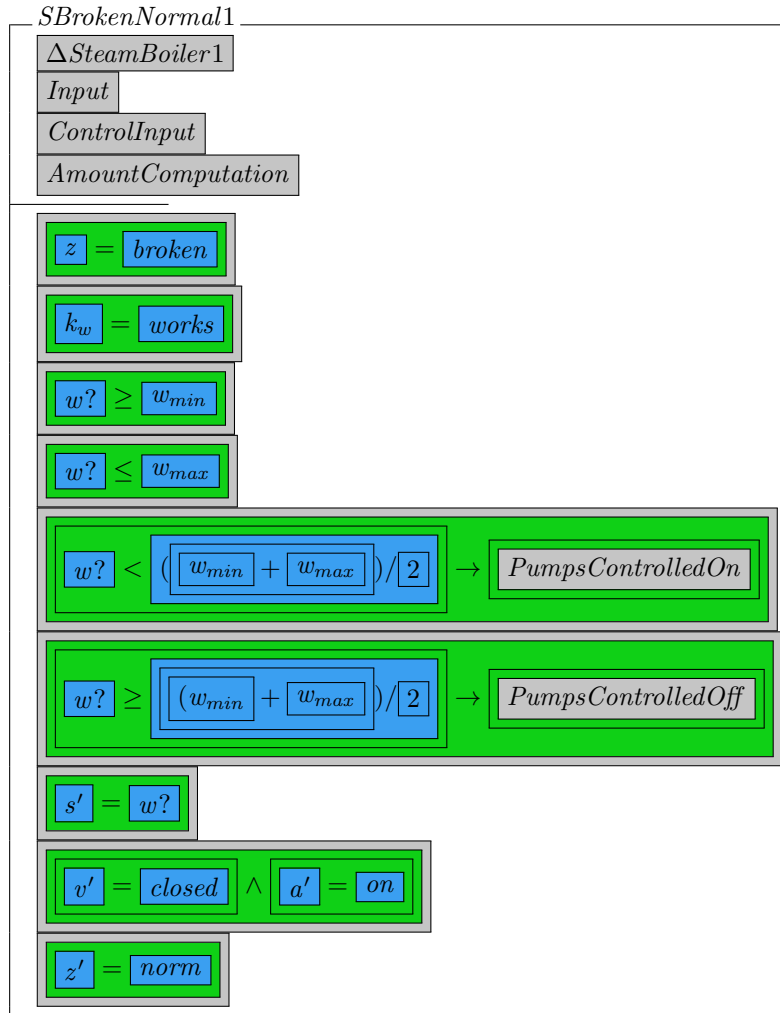 SBrokenNormal1
ΔSteamBoiler1
Input
ControlInput
AmountComputation
z = broken
k_w = works
w? ≥ w_min
w? ≤ w_max
w? < (w_min + w_max)/2 → PumpsControlledOn
w? ≥ (w_min + w_max)/2 → PumpsControlledOff
s′ = w?
v′ = closed ∧ a′ = on
z′ = norm